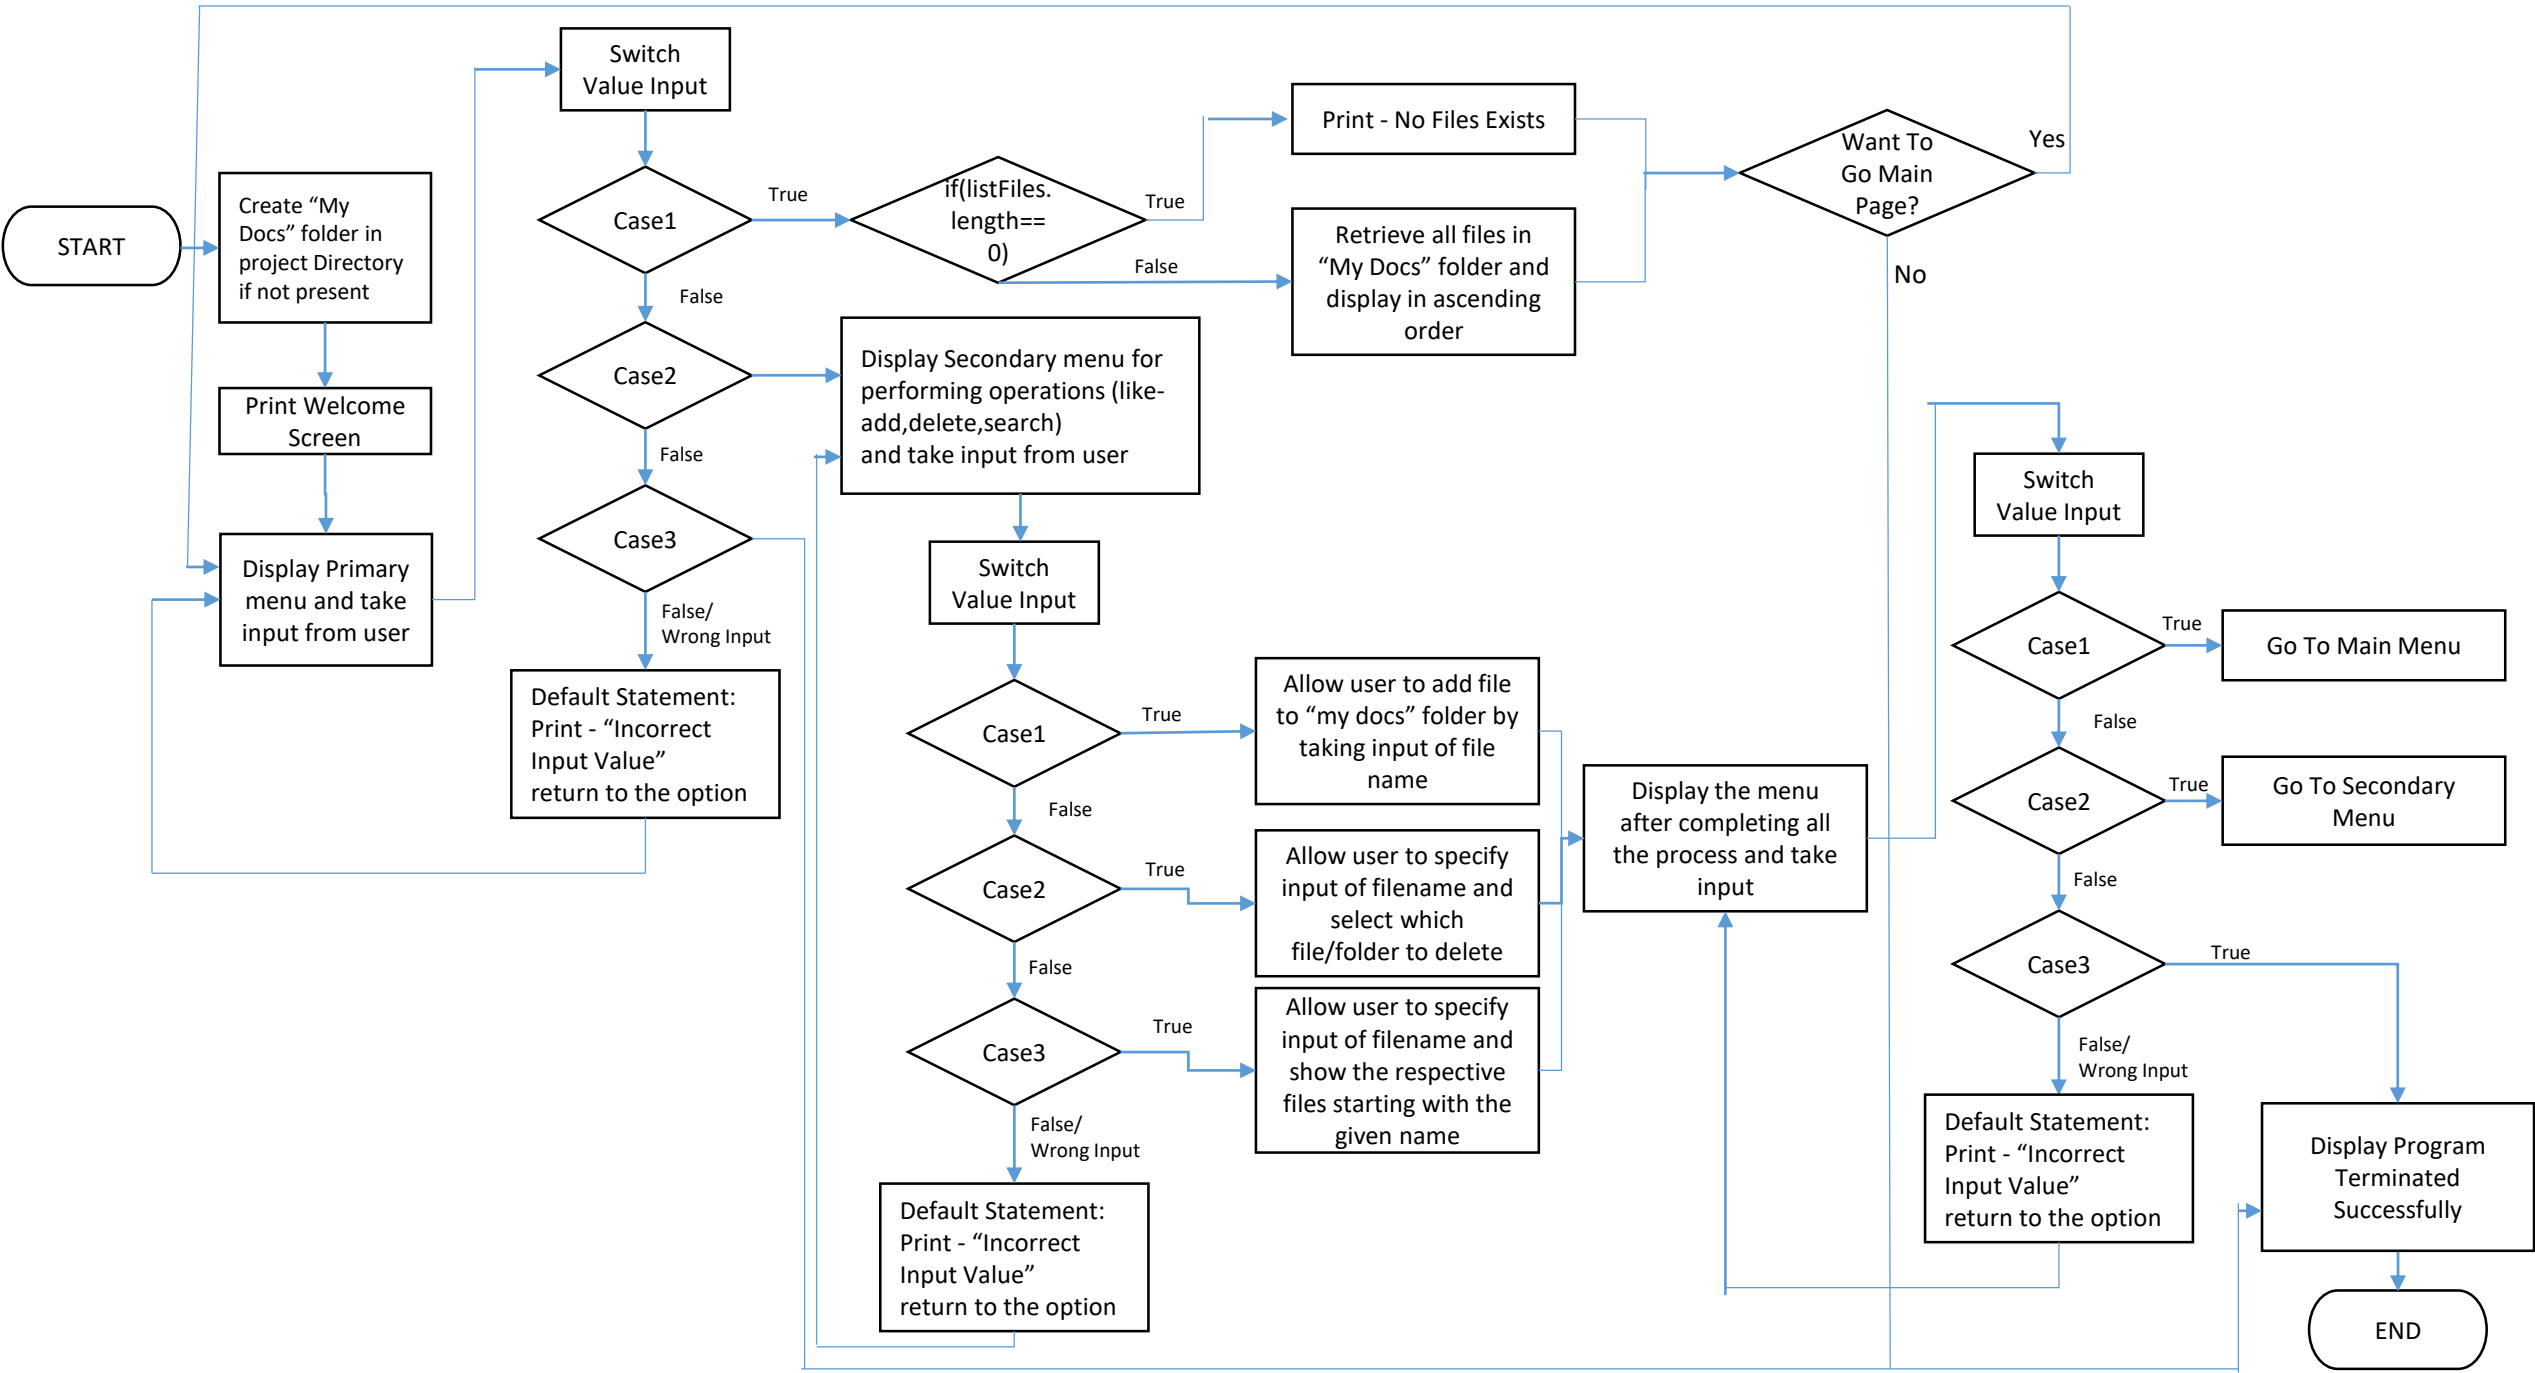 START
Create “My
Docs” folder in
project Directory
if not present
Print Welcome
Screen
Display Primary
menu and take
input from user
Switch
Value Input
Case1
True
False
Case2
False
Case3
False/
Wrong Input
Default Statement:
Print - “Incorrect
Input Value”
return to the option
if(listFiles.
length==
0)
True
False
Print - No Files Exists
Retrieve all files in
“My Docs” folder and
display in ascending
order
Want To
Go Main
Page?
Yes
No
Display Secondary menu for
performing operations (like-
add,delete,search)
and take input from user
Switch
Value Input
Case1
True
False
Case2
True
False
Case3
True
False/
Wrong Input
Default Statement:
Print - “Incorrect
Input Value”
return to the option
Allow user to add file
to “my docs” folder by
taking input of file
name
Allow user to specify
input of filename and
select which
file/folder to delete
Allow user to specify
input of filename and
show the respective
files starting with the
given name
Display the menu
after completing all
the process and take
input
Switch
Value Input
Case1
True
Go To Main Menu
False
Case2
True
Go To Secondary
Menu
False
Case3
True
False/
Wrong Input
Default Statement:
Print - “Incorrect
Input Value”
return to the option
Display Program
Terminated
Successfully
END